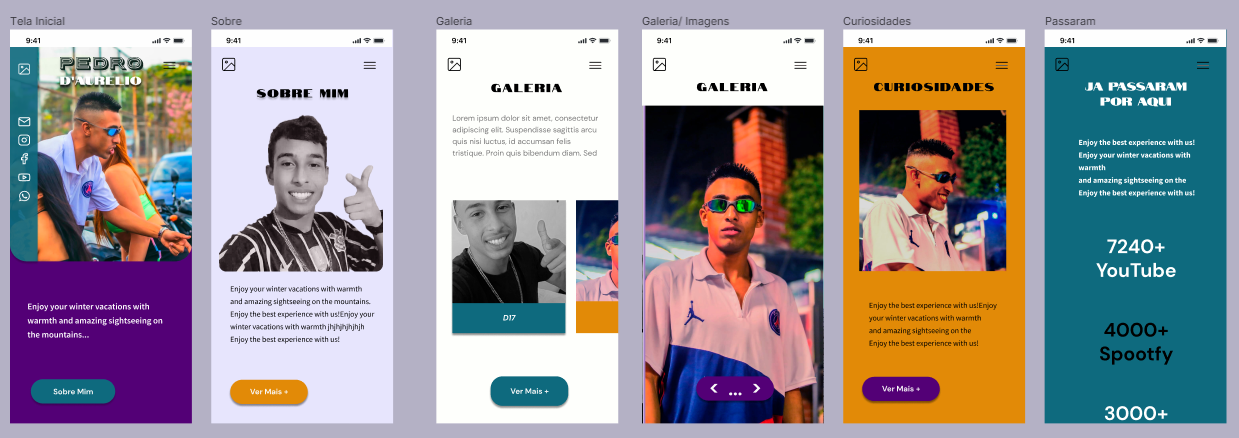 Tela Inicial
9:41
PEDRO
D'AURELIO
Enjoy your winter vacations with
warmth and amazing sightseeing on
the mountains...
Sobre Mim
Sobre
9:41
SOBRE MIM
Enjoy your winter vacations with warmth
and amazing sightseeing on the mountains.
Enjoy the best experience with us!Enjoy your
winter vacations with warmth jhjhjhjhjhjh
Enjoy the best experience with us!
Ver Mais +
Galeria
9:41
GALERIA
Lorem ipsum dolor sit amet, consectetur
adipiscing elit. Suspendisse sagittis arcu
quis nisi luctus, id accumsan felis
tristique. Proin quis bibendum diam. Sed
D17
Ver Mais +
Galeria/ Imagens
9:41
GALERIA
< ... >
Curiosidades
9:41
CURIOSIDADES
Enjoy the best experience with us!Enjoy
your winter vacations with warmth
and amazing sightseeing on the
Enjoy the best experience with us!
Ver Mais +
Passaram
9:41
JA PASSARAM
POR AQUI
Enjoy the best experience with us!
Enjoy your winter vacations with
warmth
and amazing sightseeing on the
Enjoy the best experience with us!
7240+
YouTube
4000+
Spootfy
3000+